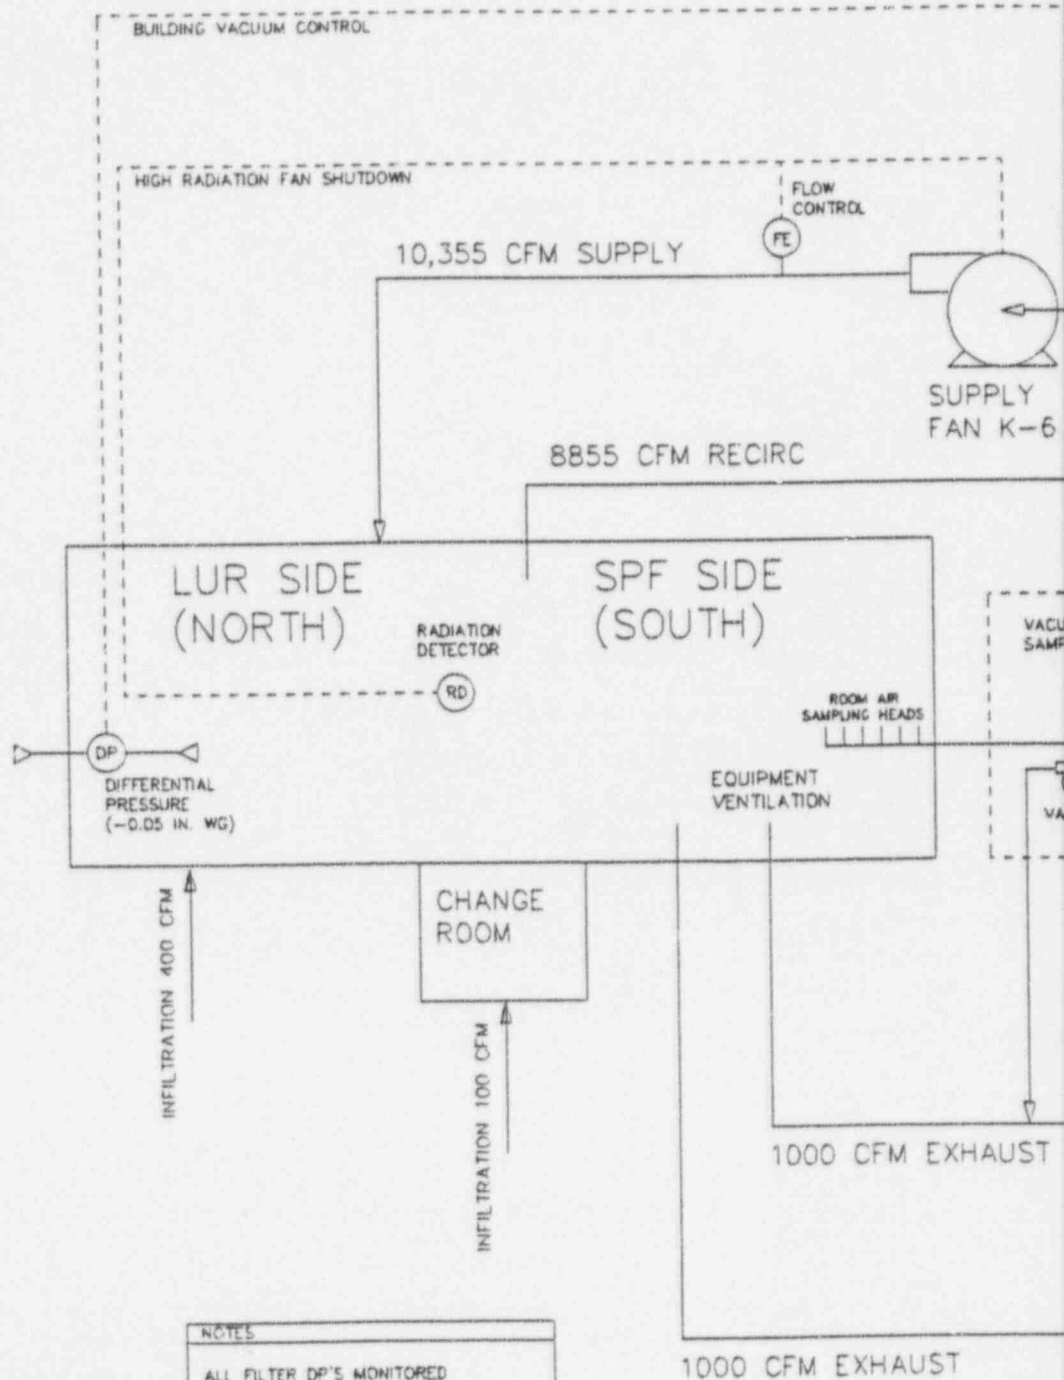 BUILDING VACUUM CONTROL
HIGH RADIATION FAN SHUTDOWN
FLOW
CONTROL
FE
10,355 CFM SUPPLY
SUPPLY
FAN K-6
8855 CFM RECIRC
LUR SIDE
(NORTH)
SPF SIDE
(SOUTH)
RADIATION
DETECTOR
RD
ROOM AIR
SAMPLING HEADS
DP
DIFFERENTIAL
PRESSURE
(-0.05 IN. WG)
EQUIPMENT
VENTILATION
CHANGE
ROOM
INFILTRATION 400 CFM
INFILTRATION 100 CFM
1000 CFM EXHAUST
1000 CFM EXHAUST
NOTES
ALL FILTER DP'S MONITORED